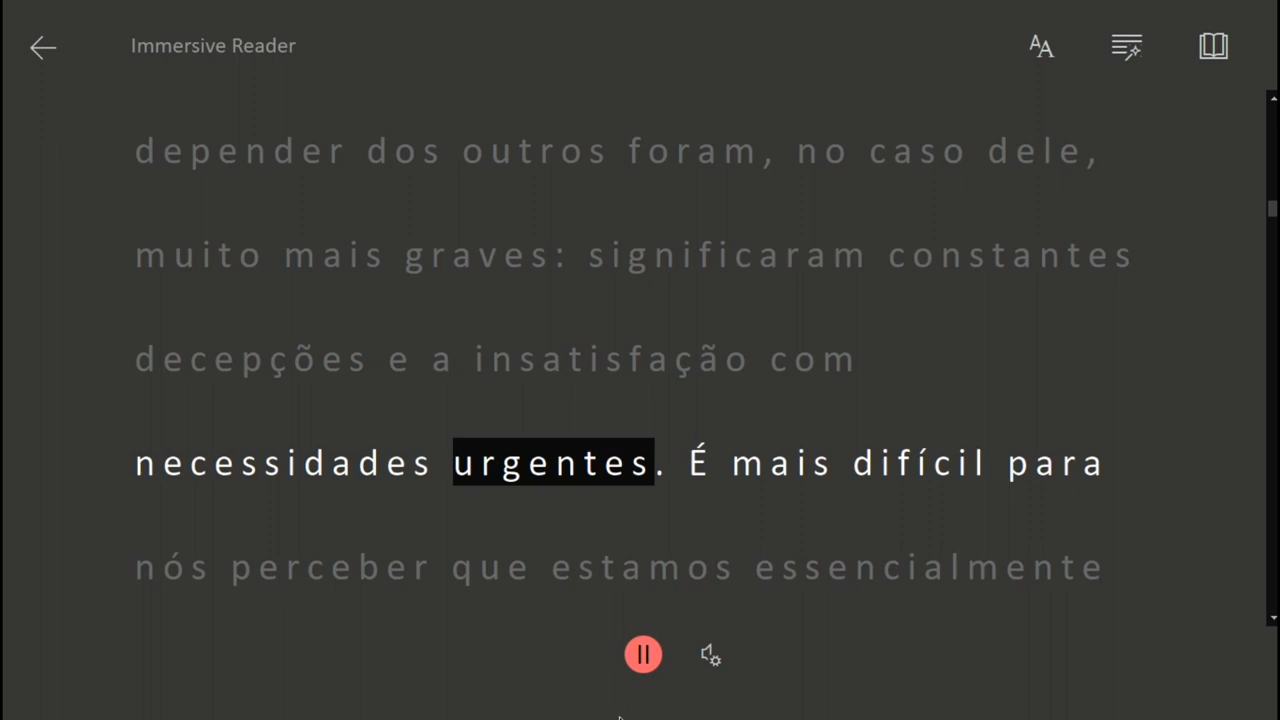 Immersive Reader
depender dos outros foram, no caso dele,
muito mais graves: significaram constantes
decepções e a insatisfação com
necessidades urgentes. É mais difícil para
nós perceber que estamos essencialmente